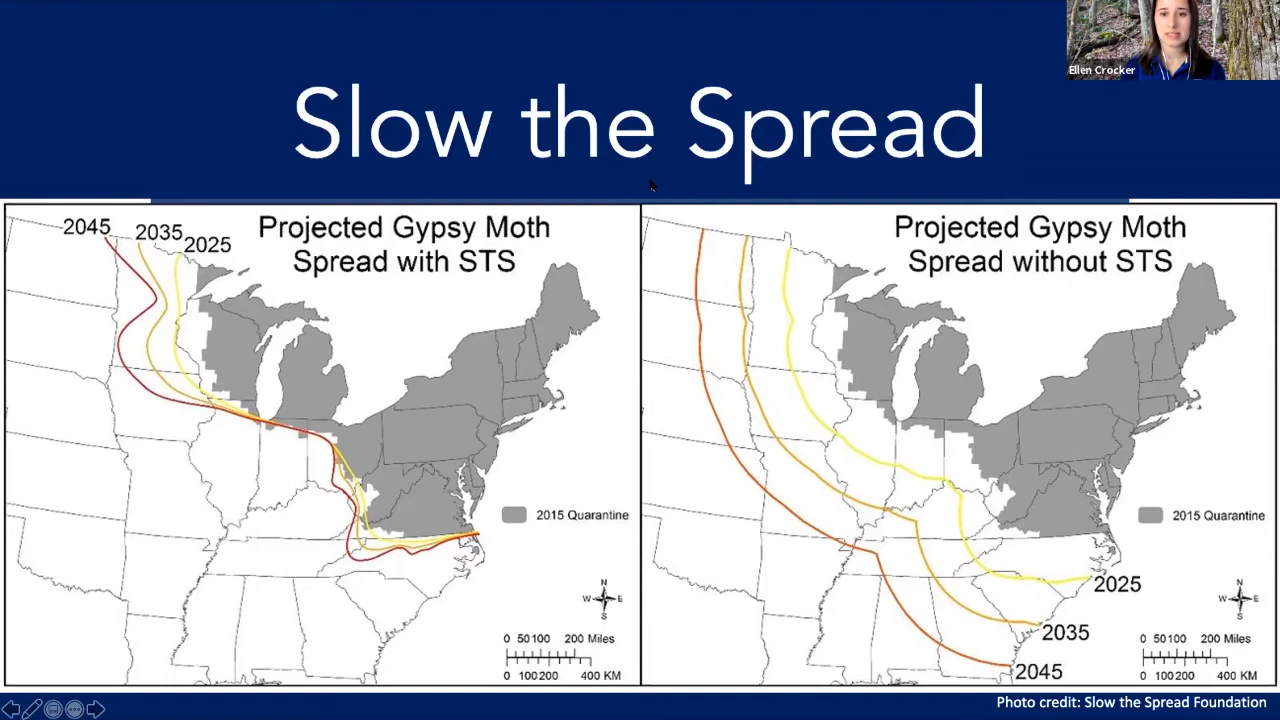 Ellen Crocker
Slow the Spread
2045
2035
2025
Projected Gypsy Moth
Spread with STS
2015 Quarantine
N
W E
S
0 50 100 200 Miles
0 100 200 400 KM
Projected Gypsy Moth
Spread without STS
2015 Quarantine
2025
2035
2045
N
W E
S
0 50 100 200 Miles
0 100 200 400 KM
Photo credit: Slow the Spread Foundation